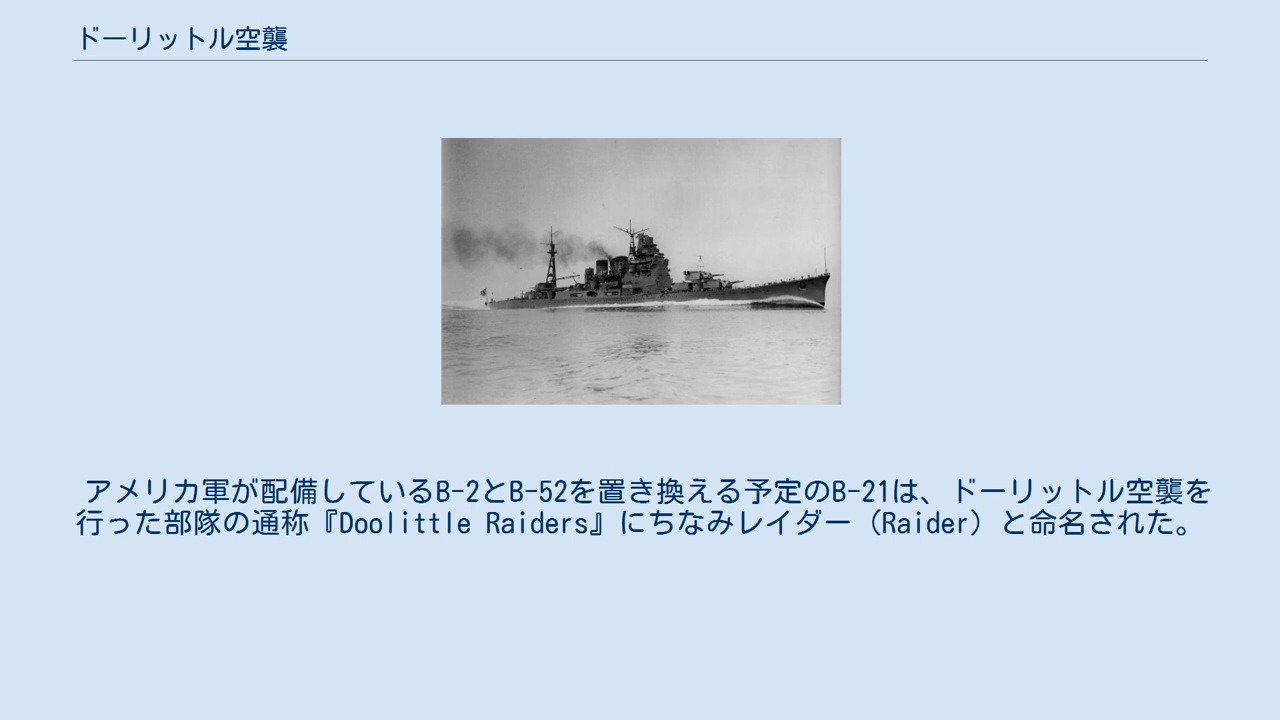 ドーリットル空襲
アメリカ軍が配備しているB-2とB-52を置き換える予定のB-21は、ドーリットル空襲を
行った部隊の通称『Doolittle Raiders』にちなみレイダー（Raider）と命名された。